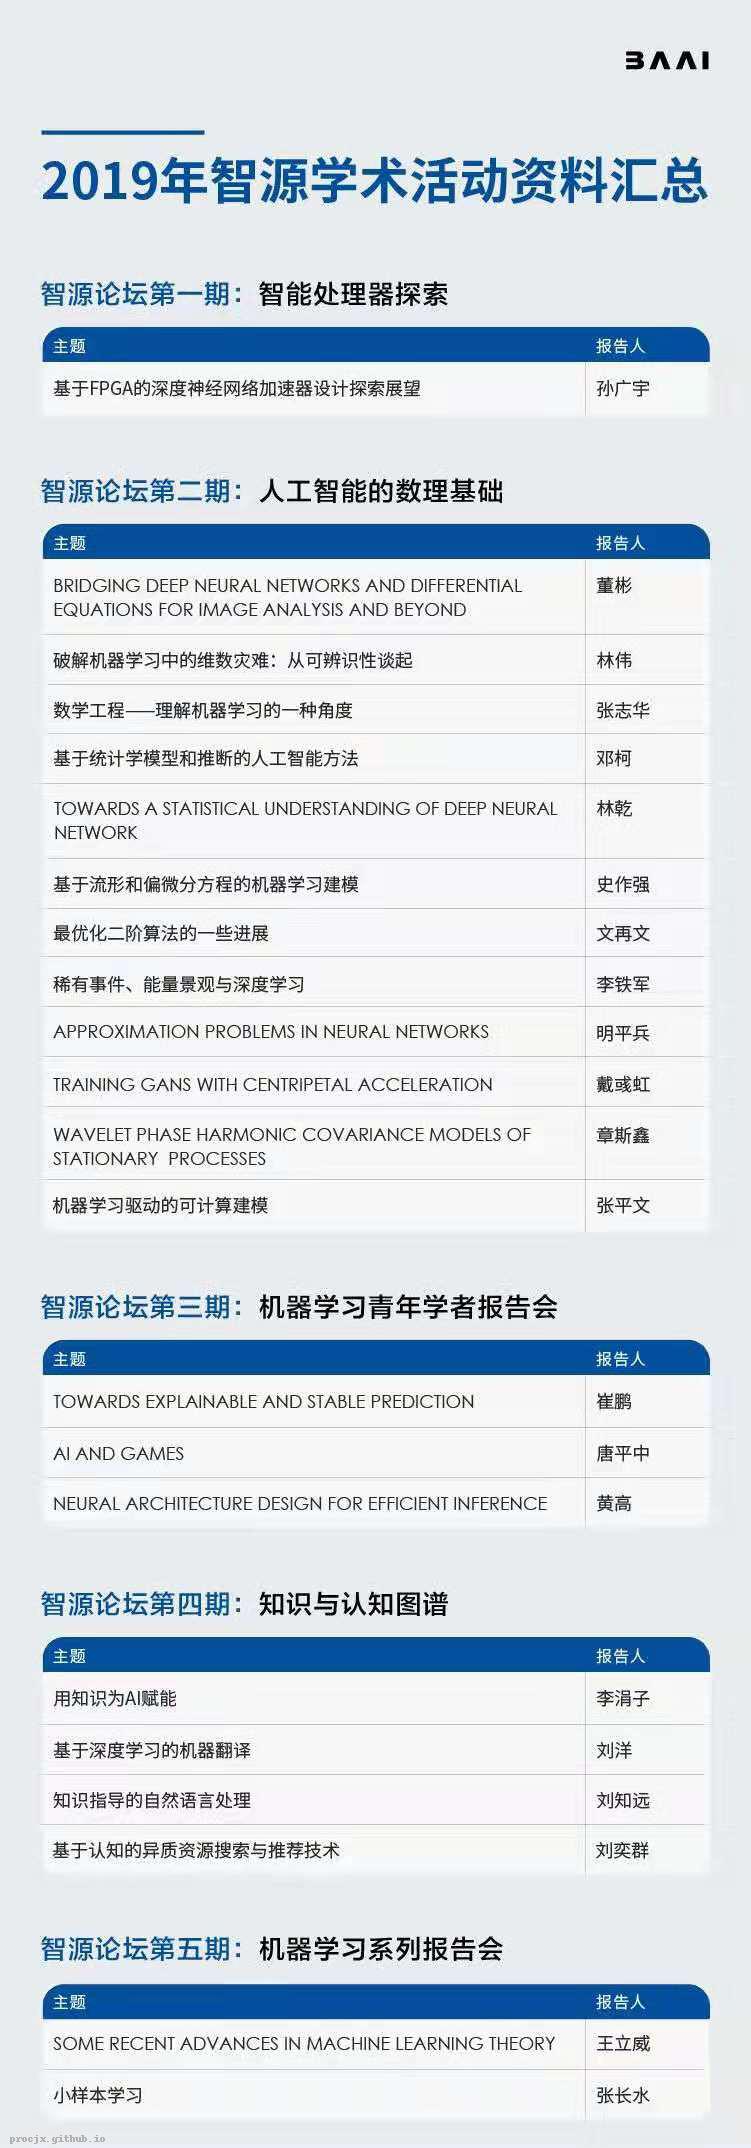 BAAI
2019年智源学术活动资料汇总
智源论坛第一期：智能处理器探索
主题 报告人
基于FPGA的深度神经网络加速器设计探索展望 孙广宇
智源论坛第二期：人工智能的数理基础
主题 报告人
BRIDGING DEEP NEURAL NETWORKS AND DIFFERENTIAL 董彬
EQUATIONS FOR IMAGE ANALYSIS AND BEYOND
破解机器学习中的维数灾难：从可辨识性谈起 林伟
数学工程——理解机器学习的一种角度 张志华
基于统计学模型和推断的人工智能方法 邓柯
TOWARDS A STATISTICAL UNDERSTANDING OF DEEP NEURAL 林乾
NETWORK
基于流形和偏微分方程的机器学习建模 史作强
最优化二阶算法的一些进展 文再文
稀有事件、能量景观与深度学习 李铁军
APPROXIMATION PROBLEMS IN NEURAL NETWORKS 明平兵
TRAINING GANS WITH CENTRIPETAL ACCELERATION 戴彧虹
WAVELET PHASE HARMONIC COVARIANCE MODELS OF 章斯鑫
STATIONARY PROCESSES
机器学习驱动的可计算建模 张平文
智源论坛第三期：机器学习青年学者报告会
主题 报告人
TOWARDS EXPLAINABLE AND STABLE PREDICTION 崔鹏
AI AND GAMES 唐平中
NEURAL ARCHITECTURE DESIGN FOR EFFICIENT INFERENCE 黄高
智源论坛第四期：知识与认知图谱
主题 报告人
用知识为AI赋能 李涓子
基于深度学习的机器翻译 刘洋
知识指导的自然语言处理 刘知远
基于认知的异质资源搜索与推荐技术 刘奕群
智源论坛第五期：机器学习系列报告会
主题 报告人
SOME RECENT ADVANCES IN MACHINE LEARNING THEORY 王立威
小样本学习 张长水
procjx.github.io